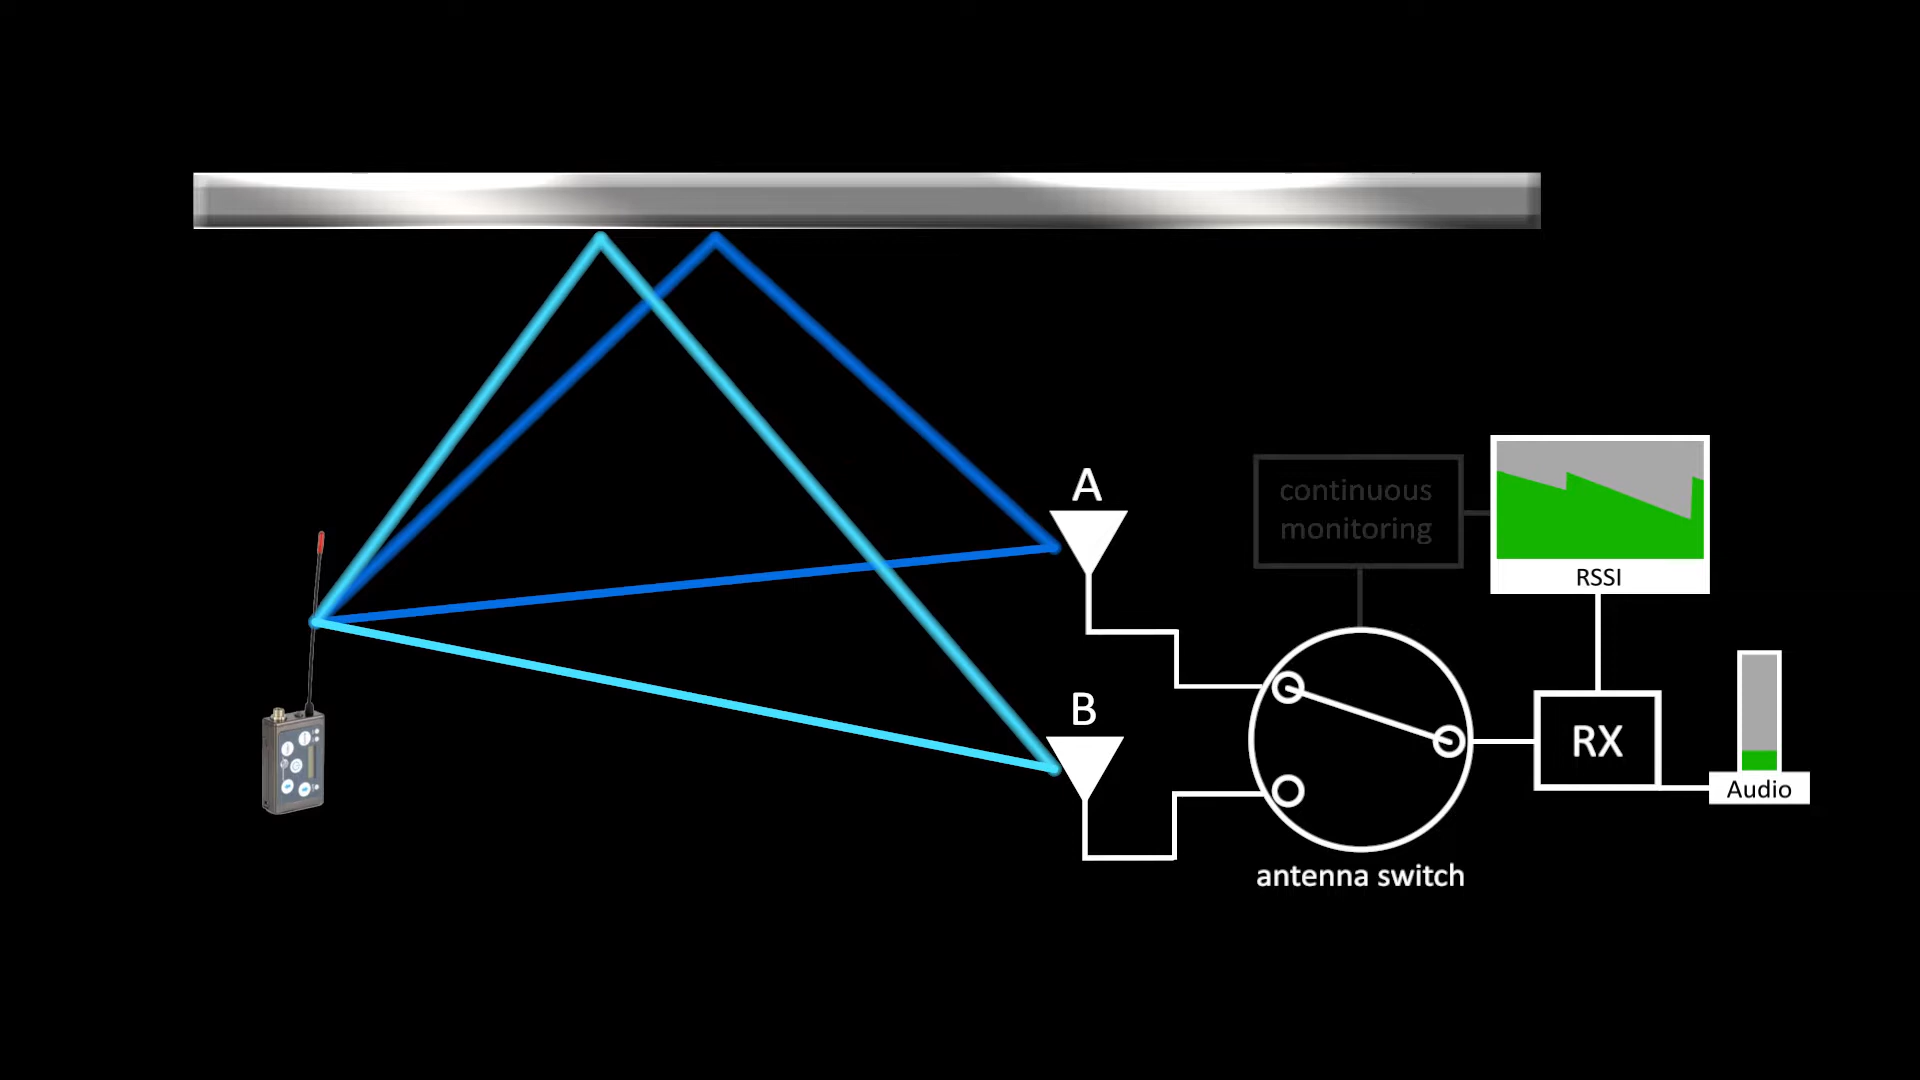 A
continuous
monitoring
RSSI
B
RX
Audio
antenna switch